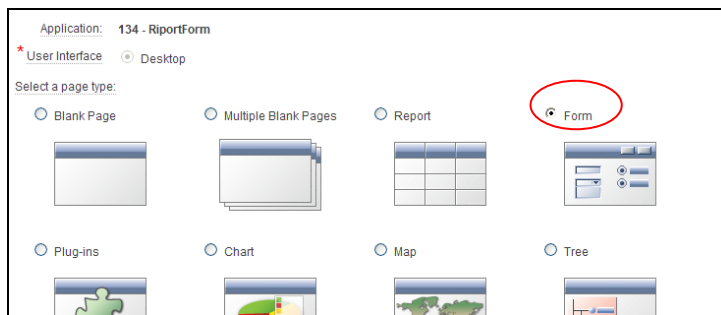 Application: 134 - RiportForm
* User Interface Desktop
Select a page type:
Blank Page Multiple Blank Pages Report Form
Plug-ins Chart Map Tree